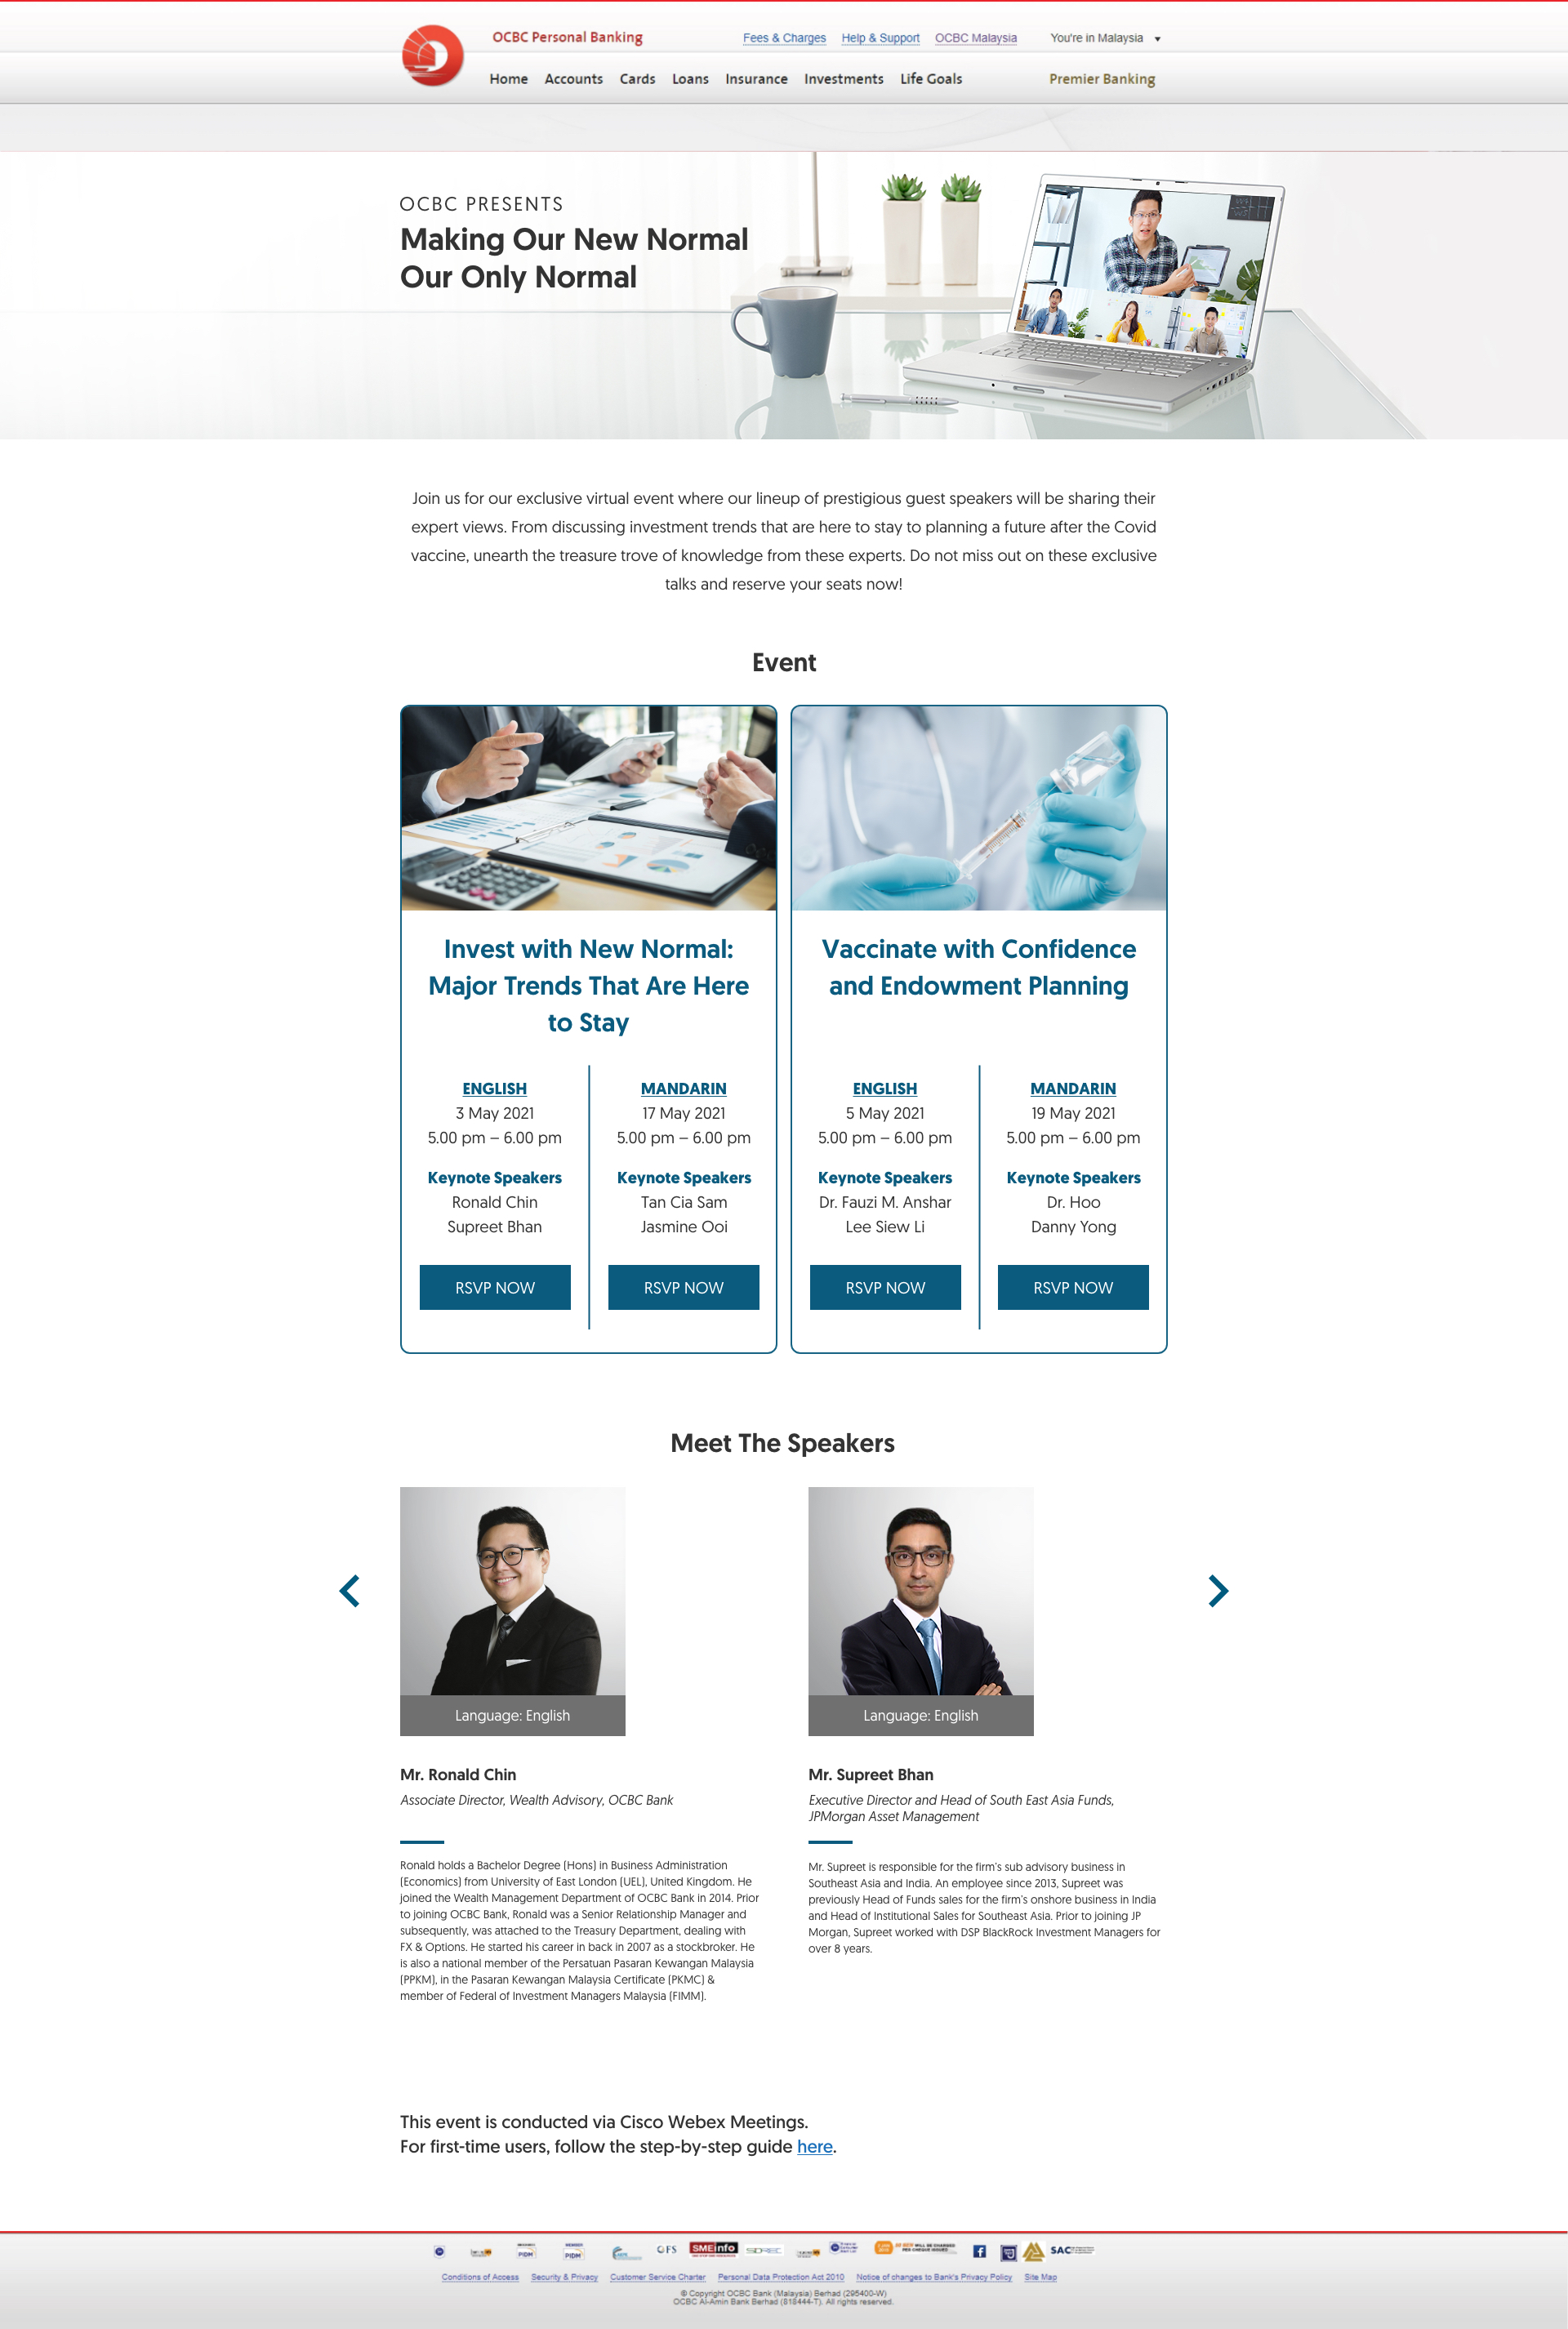 OCBC Personal Banking
Fees & Charges
Help & Support
OCBC Malaysia
You're in Malaysia
Home
Accounts
Cards
Loans
Insurance
Investments
Life Goals
Premier Banking
OCBC PRESENTS
Making Our New Normal
Our Only Normal
Join us for our exclusive virtual event where our lineup of prestigious guest speakers will be sharing their
expert views. From discussing investment trends that are here to stay to planning a future after the Covid
vaccine, unearth the treasure trove of knowledge from these experts. Do not miss out on these exclusive
talks and reserve your seats now!
Event
Invest with New Normal:
Major Trends That Are Here
to Stay
ENGLISH
3 May 2021
5.00 pm – 6.00 pm
Keynote Speakers
Ronald Chin
Supreet Bhan
RSVP NOW
MANDARIN
17 May 2021
5.00 pm – 6.00 pm
Keynote Speakers
Tan Cia Sam
Jasmine Ooi
RSVP NOW
Vaccinate with Confidence
and Endowment Planning
ENGLISH
5 May 2021
5.00 pm – 6.00 pm
Keynote Speakers
Dr. Fauzi M. Anshar
Lee Siew Li
RSVP NOW
MANDARIN
19 May 2021
5.00 pm – 6.00 pm
Keynote Speakers
Dr. Hoo
Danny Yong
RSVP NOW
Meet The Speakers
Language: English
Mr. Ronald Chin
Associate Director, Wealth Advisory, OCBC Bank
Ronald holds a Bachelor Degree (Hons) in Business Administration
(Economics) from University of East London (UEL), United Kingdom. He
joined the Wealth Management Department of OCBC Bank in 2014. Prior
to joining OCBC Bank, Ronald was a Senior Relationship Manager and
subsequently, was attached to the Treasury Department, dealing with
FX & Options. He started his career in back in 2007 as a stockbroker. He
is also a national member of the Persatuan Pasaran Kewangan Malaysia
(PPKM), in the Pasaran Kewangan Malaysia Certificate (PKMC) &
member of Federal of Investment Managers Malaysia (FIMM).
Language: English
Mr. Supreet Bhan
Executive Director and Head of South East Asia Funds,
JPMorgan Asset Management
Mr. Supreet is responsible for the firm's sub advisory business in
Southeast Asia and India. An employee since 2013, Supreet was
previously Head of Funds sales for the firm's onshore business in India
and Head of Institutional Sales for Southeast Asia. Prior to joining JP
Morgan, Supreet worked with DSP BlackRock Investment Managers for
over 8 years.
This event is conducted via Cisco Webex Meetings.
For first-time users, follow the step-by-step guide here.
PIDM
PIDM
OFS
SMEinfo
SIDREC
WILL BE CHARGED
PER CHEQUE ISSUED
SAC
Conditions of Access
Security & Privacy
Customer Service Charter
Personal Data Protection Act 2010
Notice of changes to Bank's Privacy Policy
Site Map
© Copyright OCBC Bank (Malaysia) Berhad (295400-W)
OCBC Al-Amin Bank Berhad (818444-T). All rights reserved.